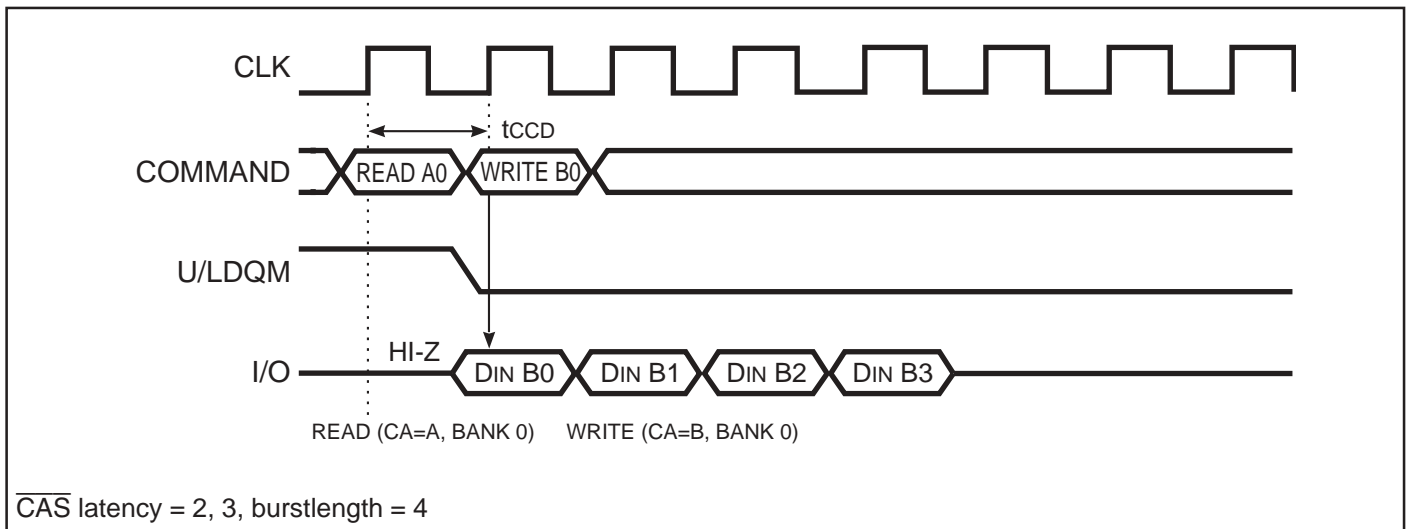 CLK
tCCD
COMMAND READ A0 WRITE B0
U/LDQM
HI-Z
I/O DIN B0 DIN B1 DIN B2 DIN B3
READ (CA=A, BANK 0) WRITE (CA=B, BANK 0)
CAS latency = 2, 3, burstlength = 4